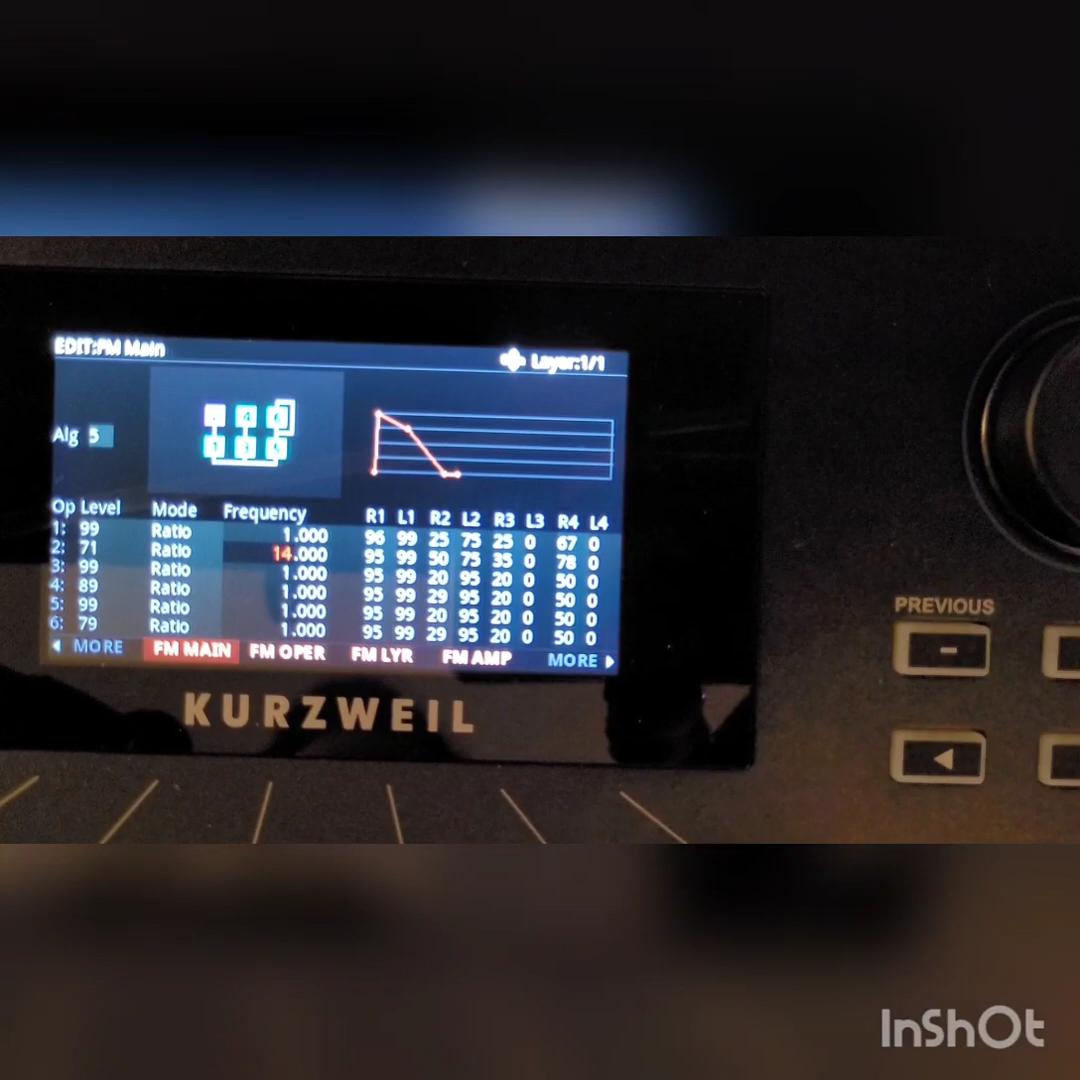 EDIT:FM Main Layer:1/1
Alg 5
Op Level Mode Frequency R1 L1 R2 L2 R3 L3 R4 L4
1: 99 Ratio 1.000 96 99 25 75 25 0 67 0
2: 71 Ratio 14.000 95 99 50 75 35 0 78 0
3: 99 Ratio 1.000 95 99 20 95 20 0 50 0
4: 89 Ratio 1.000 95 99 29 95 20 0 50 0
5: 99 Ratio 1.000 95 99 20 95 20 0 50 0
6: 79 Ratio 1.000 95 99 29 95 20 0 50 0
MORE FM MAIN FM OPER FM LYR FM AMP MORE
KURZWEIL
PREVIOUS
-
InShOt